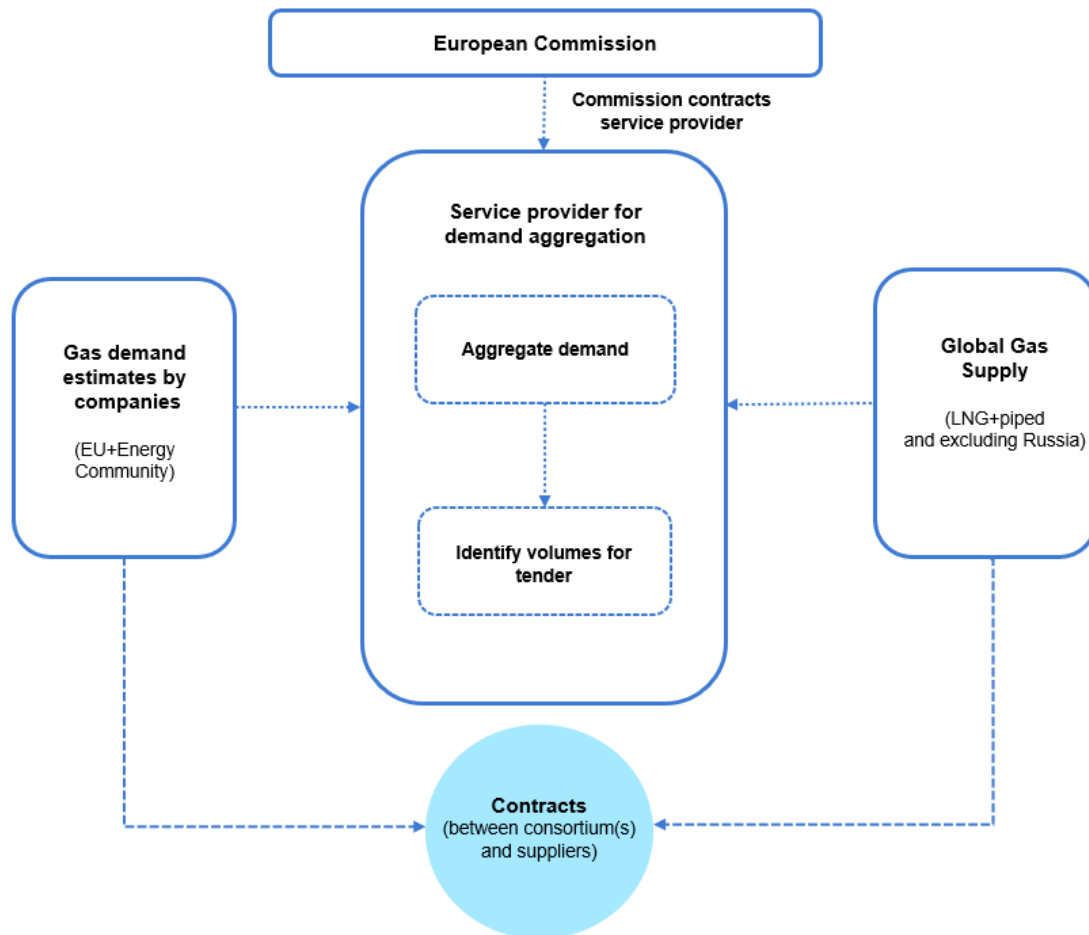 European Commission
Commission contracts
service provider
Service provider for
demand aggregation
Aggregate demand
Identify volumes for
tender
Gas demand
estimates by
companies
(EU+Energy
Community)
Global Gas
Supply
(LNG+piped
and excluding Russia)
Contracts
(between consortium(s)
and suppliers)